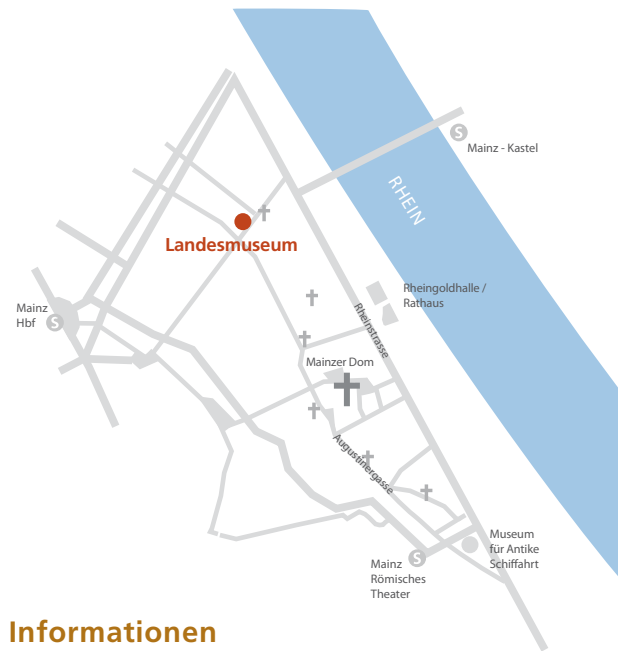 S
Mainz - Kastel
RHEIN
Landesmuseum
Rheingoldhalle /
Rathaus
Mainz
Hbf
S
Rheinstrasse
Mainzer Dom
Augustinergasse
Museum
für Antike
Schiffahrt
S
Mainz
Römisches
Theater
Informationen